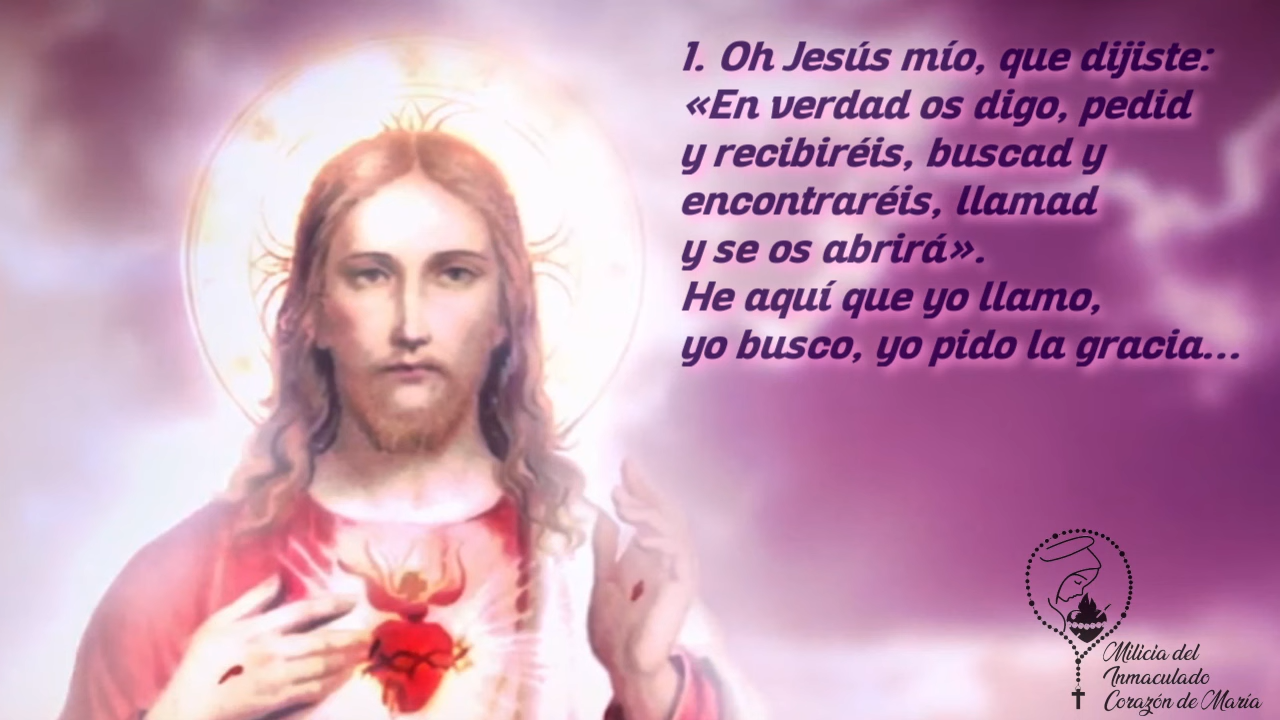 1. Oh Jesús mío, que dijiste:
«En verdad os digo, pedid
y recibiréis, buscad y
encontraréis, llamad
y se os abrirá».
He aquí que yo llamo,
yo busco, yo pido la gracia...
Milicia del
Inmaculado
Corazón de María